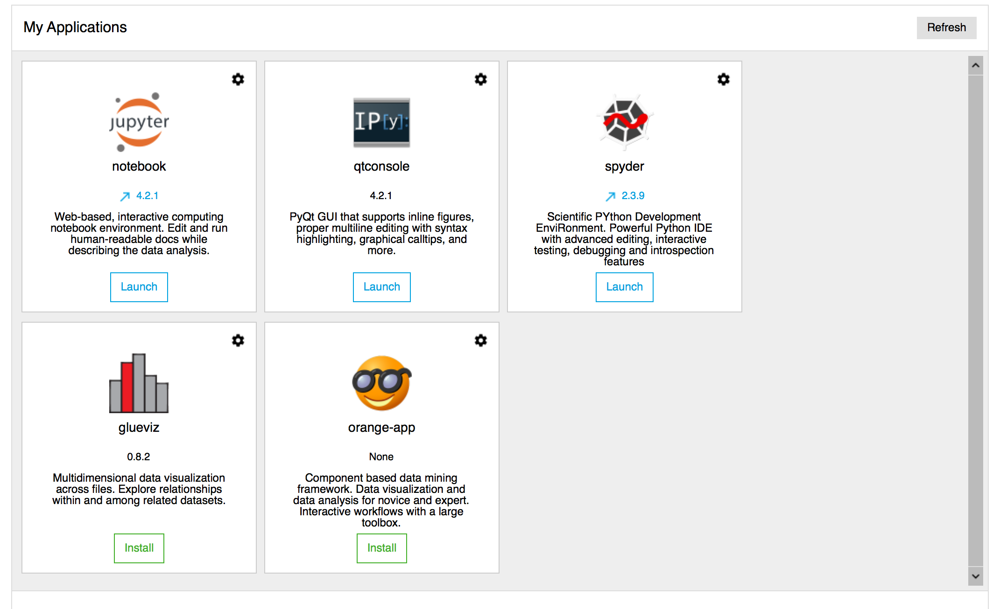 My Applications
Refresh
jupyter
notebook
4.2.1
Web-based, interactive computing
notebook environment. Edit and run
human-readable docs while
describing the data analysis.
Launch
IP[y]:
qtconsole
4.2.1
PyQt GUI that supports inline figures,
proper multiline editing with syntax
highlighting, graphical calltips, and
more.
Launch
spyder
2.3.9
Scientific PYthon Development
EnviRonment. Powerful Python IDE
with advanced editing, interactive
testing, debugging and introspection
features
Launch
glueviz
0.8.2
Multidimensional data visualization
across files. Explore relationships
within and among related datasets.
Install
orange-app
None
Component based data mining
framework. Data visualization and
data analysis for novice and expert.
Interactive workflows with a large
toolbox.
Install